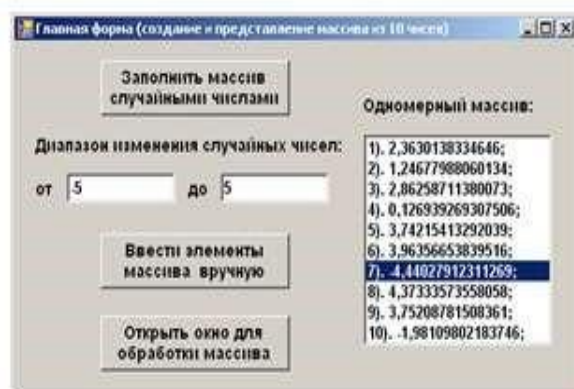 Главная форма (создание и представление массива из 10 чисел)
Заполнить массив
случайными числами
Диапазон изменения случайных чисел:
от -5 до 5
Ввести элементы
массива вручную
Открыть окно для
обработки массива
Одномерный массив:
1). 2,3630138334646;
2). 1,24677988060134;
3). 2,86258711380073;
4). 0,126939269307506;
5). 3,74215413292039;
6). 3,96356653839516;
7). -4,44027912311269;
8). 4,37333573558058;
9). 3,75208781508361;
10). -1,98109802183746;